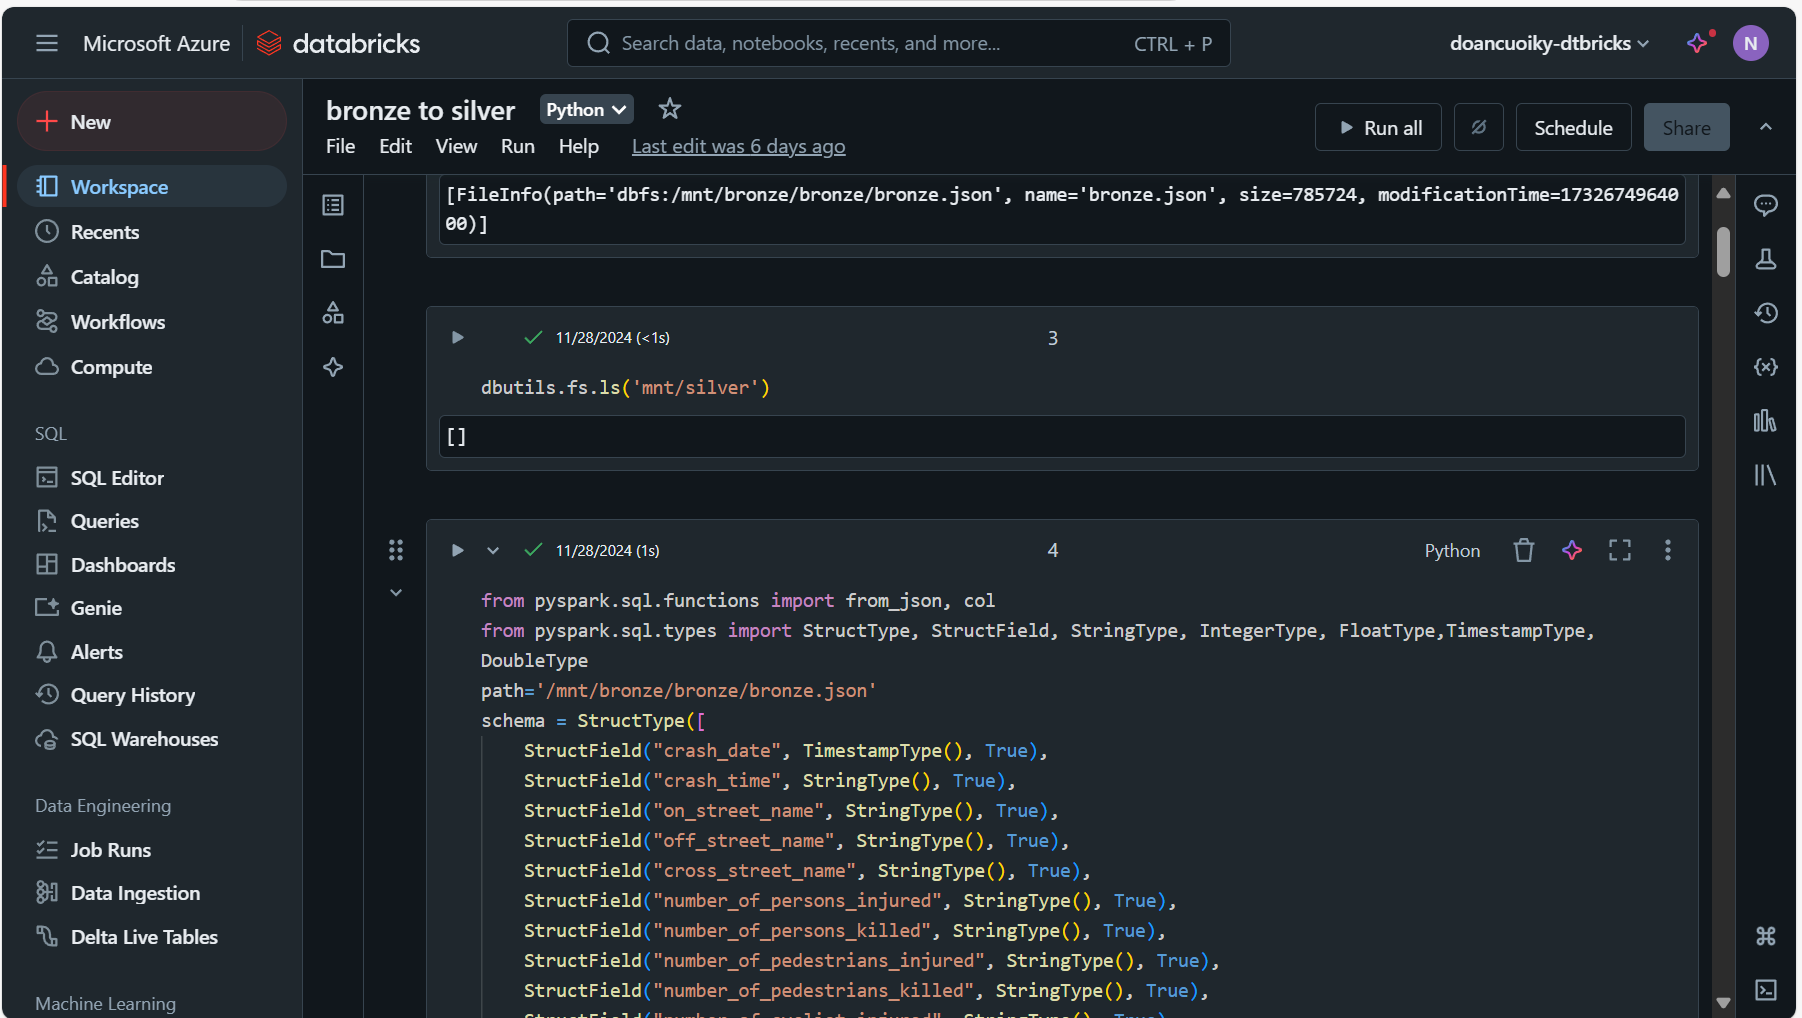 Microsoft Azure
databricks
Search data, notebooks, recents, and more...
CTRL + P
doancuoiky-dtbricks
N
New
Workspace
Recents
Catalog
Workflows
Compute
SQL
SQL Editor
Queries
Dashboards
Genie
Alerts
Query History
SQL Warehouses
Data Engineering
Job Runs
Data Ingestion
Delta Live Tables
Machine Learning
bronze to silver
Python
File
Edit
View
Run
Help
Last edit was 6 days ago
Run all
Schedule
Share
[FileInfo(path='dbfs:/mnt/bronze/bronze/bronze.json', name='bronze.json', size=785724, modificationTime=17326749640
00)]
11/28/2024 (<1s)
3
dbutils.fs.ls('mnt/silver')
[]
11/28/2024 (1s)
4
Python
from pyspark.sql.functions import from_json, col
from pyspark.sql.types import StructType, StructField, StringType, IntegerType, FloatType,TimestampType,
DoubleType
path='/mnt/bronze/bronze/bronze.json'
schema = StructType([
StructField("crash_date", TimestampType(), True),
StructField("crash_time", StringType(), True),
StructField("on_street_name", StringType(), True),
StructField("off_street_name", StringType(), True),
StructField("cross_street_name", StringType(), True),
StructField("number_of_persons_injured", StringType(), True),
StructField("number_of_persons_killed", StringType(), True),
StructField("number_of_pedestrians_injured", StringType(), True),
StructField("number_of_pedestrians_killed", StringType(), True),